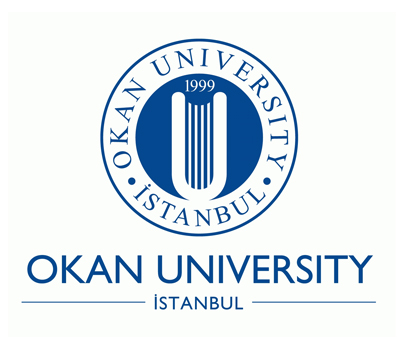 OKAN UNIVERSITY
1999
• İSTANBUL •
OKAN UNIVERSITY
İSTANBUL